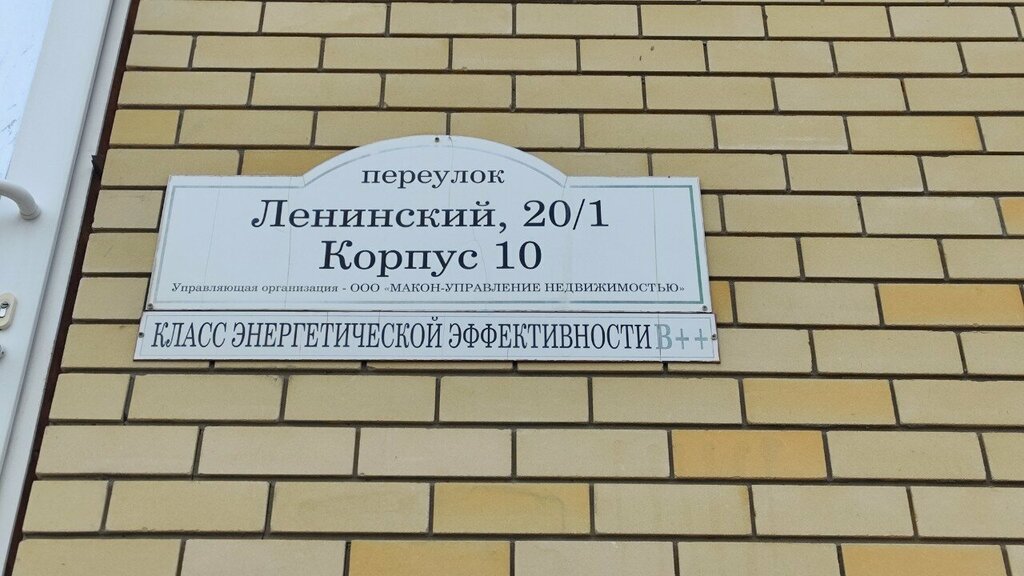 переулок
Ленинский, 20/1
Корпус 10
Управляющая организация - ООО «МАКОН-УПРАВЛЕНИЕ НЕДВИЖИМОСТЬЮ»
КЛАСС ЭНЕРГЕТИЧЕСКОЙ ЭФФЕКТИВНОСТИ B++